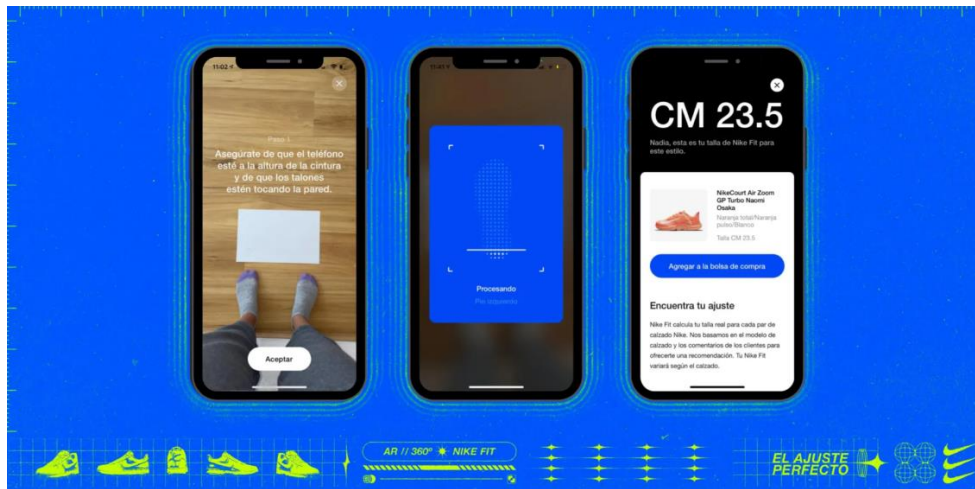 11:02
Paso 1
Asegúrate de que el teléfono
esté a la altura de la cintura
y de que los talones
estén tocando la pared.
Aceptar
11:41
Procesando
Pie izquierdo
CM 23.5
Nadia, esta es tu talla de Nike Fit para
este estilo.
NikeCourt Air Zoom
GP Turbo Naomi
Osaka
Naranja total/Naranja
pulso/Blanco
Talla CM 23.5
Agregar a la bolsa de compra
Encuentra tu ajuste
Nike Fit calcula tu talla real para cada par de
calzado Nike. Nos basamos en el modelo de
calzado y los comentarios de los clientes para
ofrecerte una recomendación. Tu Nike Fit
variará según el calzado.
AR // 360° NIKE FIT
EL AJUSTE
PERFECTO